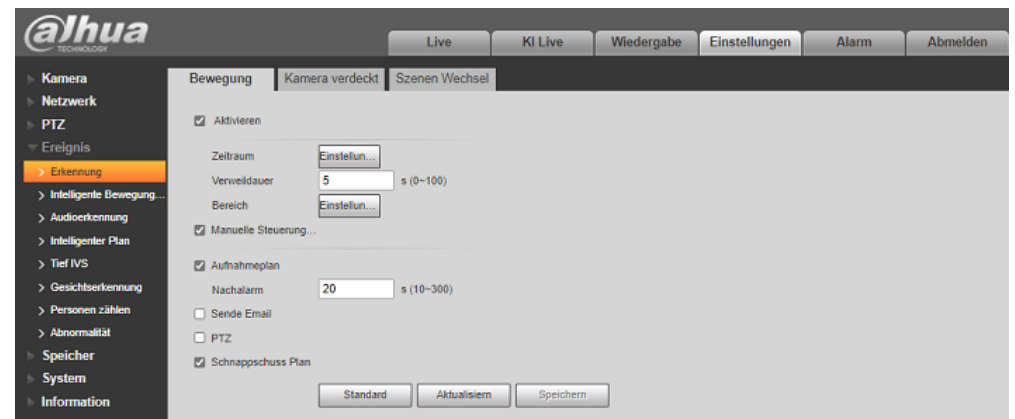 alhua
TECHNOLOGY
Live
KI Live
Wiedergabe
Einstellungen
Alarm
Abmelden
Kamera
Netzwerk
PTZ
Ereignis
Erkennung
Intelligente Bewegung...
Audioerkennung
Intelligenter Plan
Tief IVS
Gesichtserkennung
Personen zählen
Abnormalität
Speicher
System
Information
Bewegung
Kamera verdeckt
Szenen Wechsel
Aktivieren
Zeitraum Einstellun...
Verweildauer 5 s (0~100)
Bereich Einstellun...
Manuelle Steuerung...
Aufnahmeplan
Nachalarm 20 s (10~300)
Sende Email
PTZ
Schnappschuss Plan
Standard
Aktualisiern
Speichern